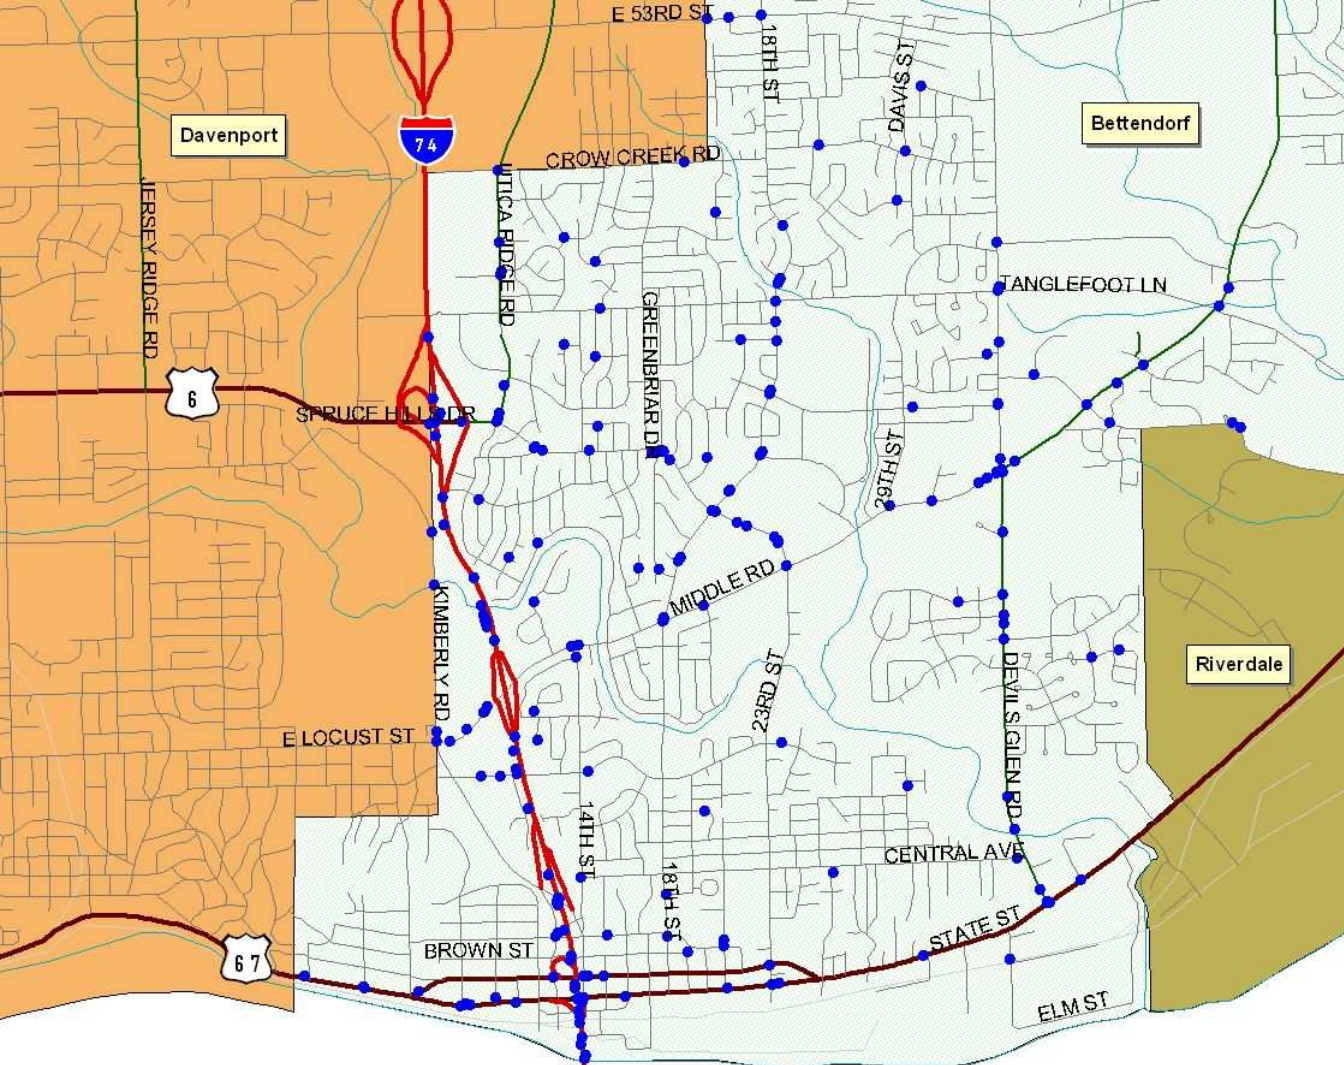 E 53RD ST
18TH ST
DAVIS ST
Davenport
Bettendorf
74
CROW CREEK RD
UTICA RIDGE RD
JERSEY RIDGE RD
TANGLEFOOT LN
GREENBRIAR DR
6
SPRUCE HILLS DR
29TH ST
MIDDLE RD
KIMBERLY RD
23RD ST
DEVILS GLEN RD
Riverdale
E LOCUST ST
14TH ST
CENTRAL AVE
18TH ST
STATE ST
BROWN ST
67
ELM ST